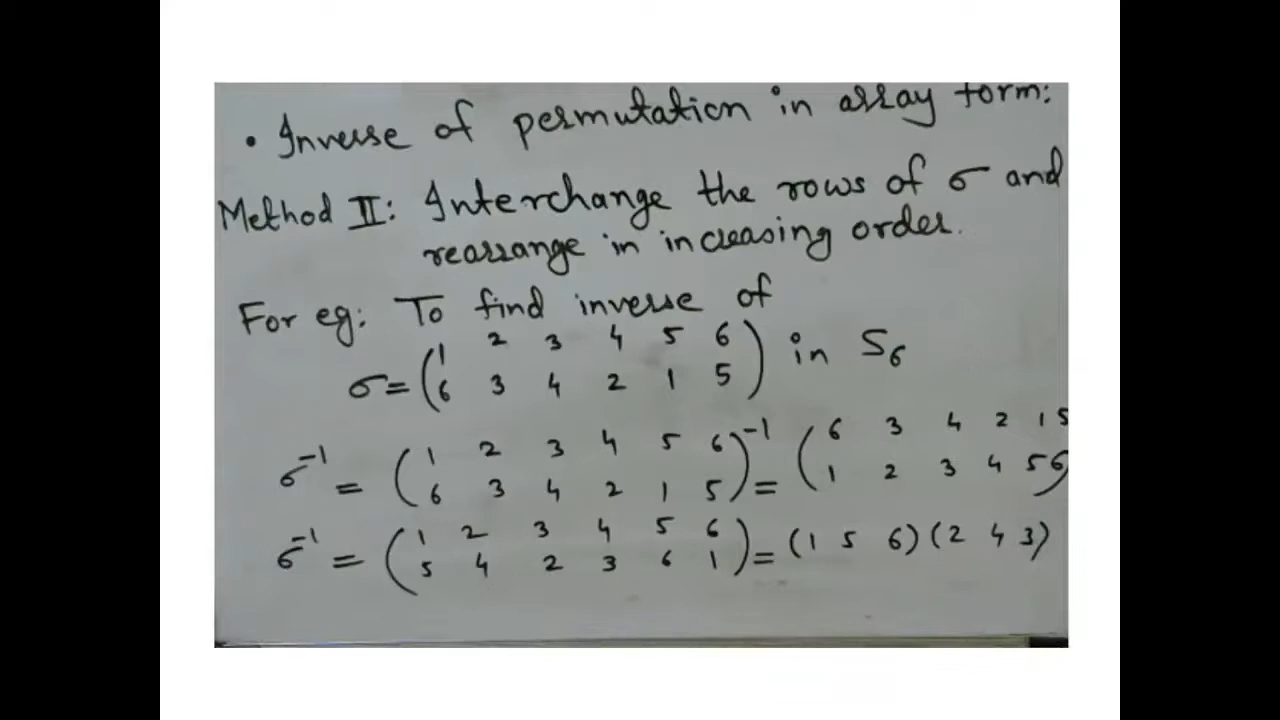 • Inverse of permutation in array form:
Method II: Interchange the rows of σ and
rearrange in increasing order.
For eg: To find inverse of
σ = (1 2 3 4 5 6
6 3 4 2 1 5) in S₆
σ⁻¹ = (1 2 3 4 5 6
6 3 4 2 1 5)⁻¹ = (6 3 4 2 1 5
1 2 3 4 5 6)
σ⁻¹ = (1 2 3 4 5 6
5 4 2 3 6 1) = (1 5 6)(2 4 3)